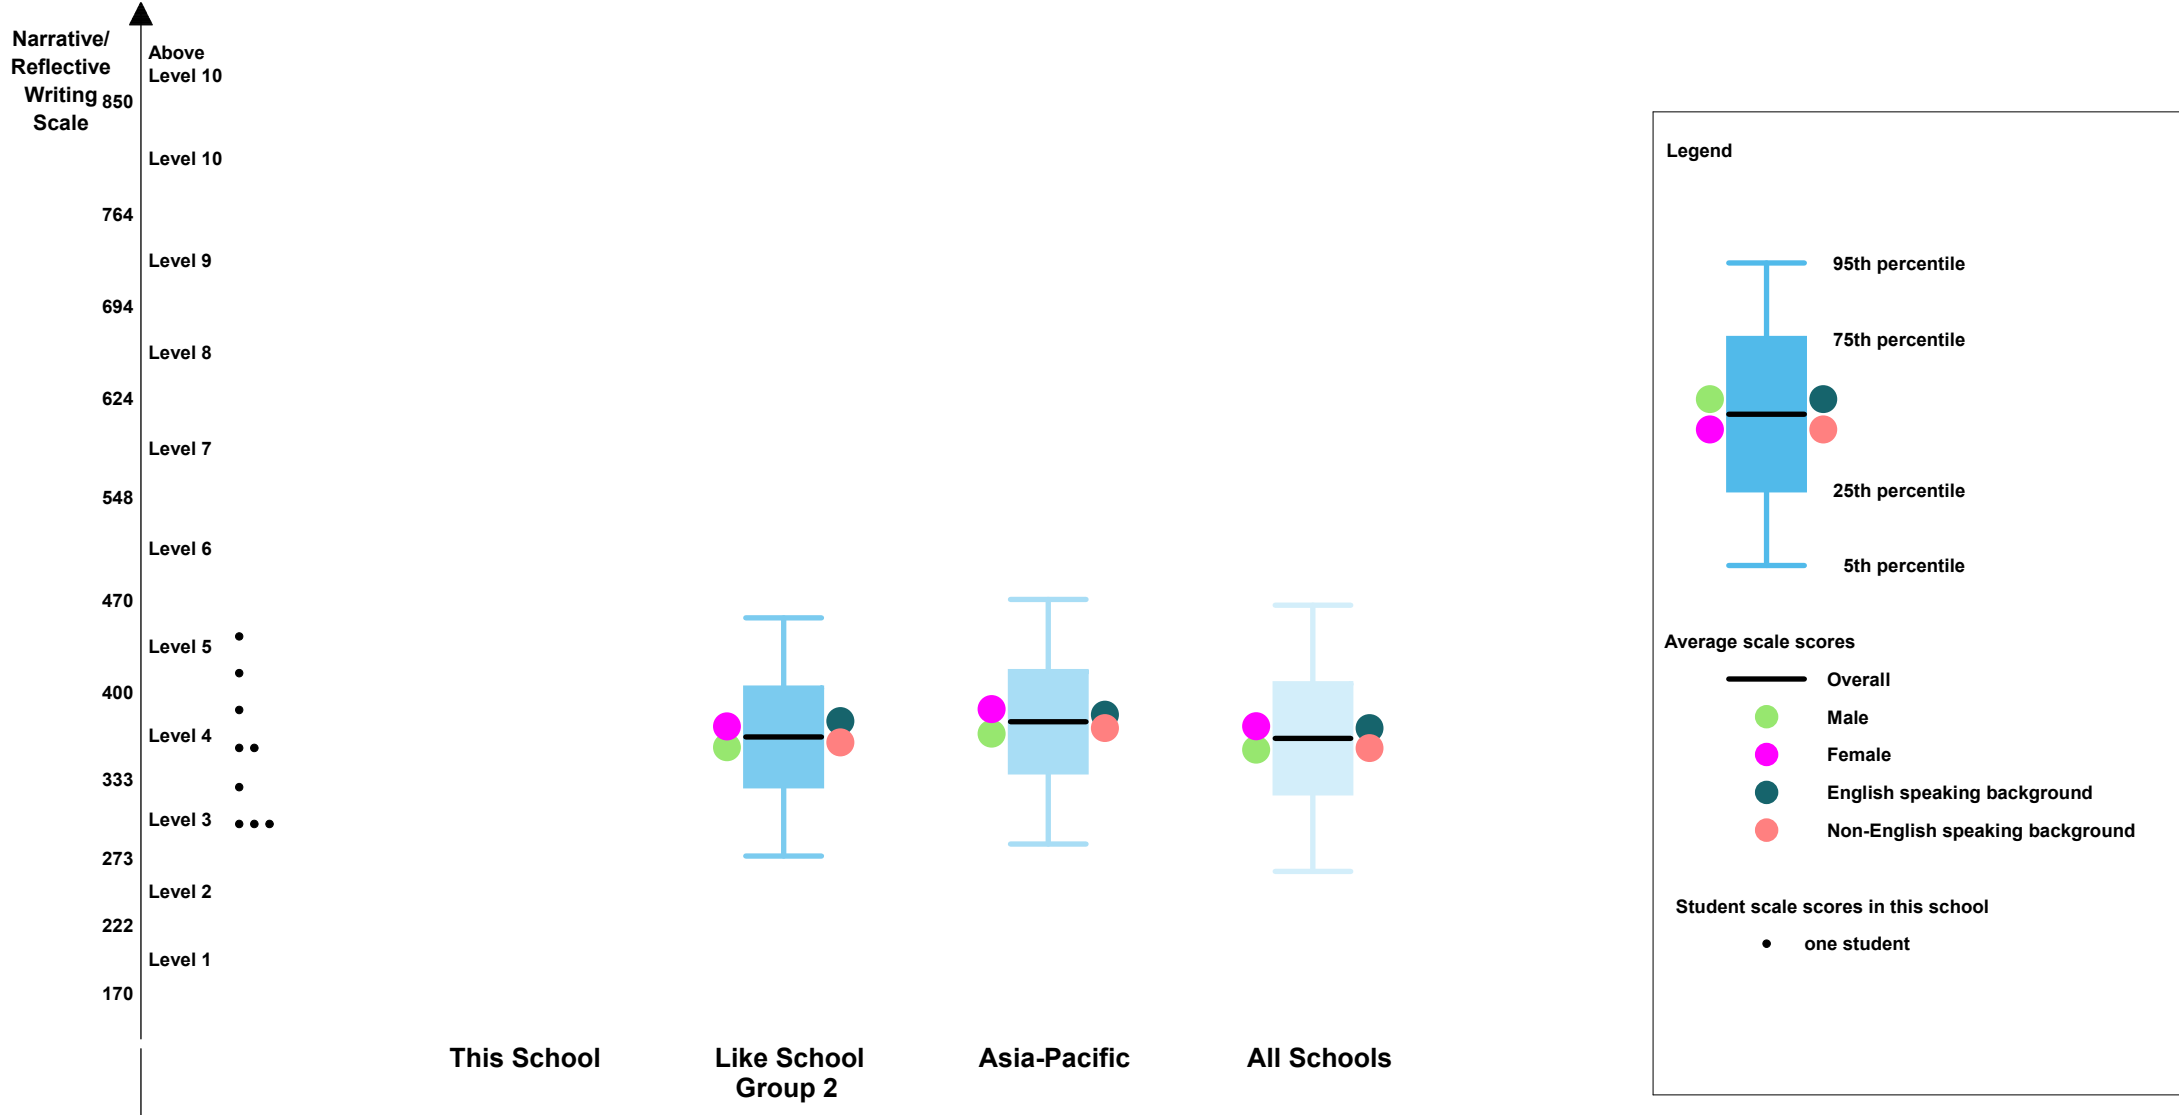 Narrative/
Reflective
Writing
Scale
Above
Level 10
850
Level 10
764
Level 9
694
Level 8
624
Level 7
548
Level 6
470
Level 5
400
Level 4
333
Level 3
273
Level 2
222
Level 1
170
This School
Like School
Group 2
Asia-Pacific
All Schools
Legend
95th percentile
75th percentile
25th percentile
5th percentile
Average scale scores
Overall
Male
Female
English speaking background
Non-English speaking background
Student scale scores in this school
one student